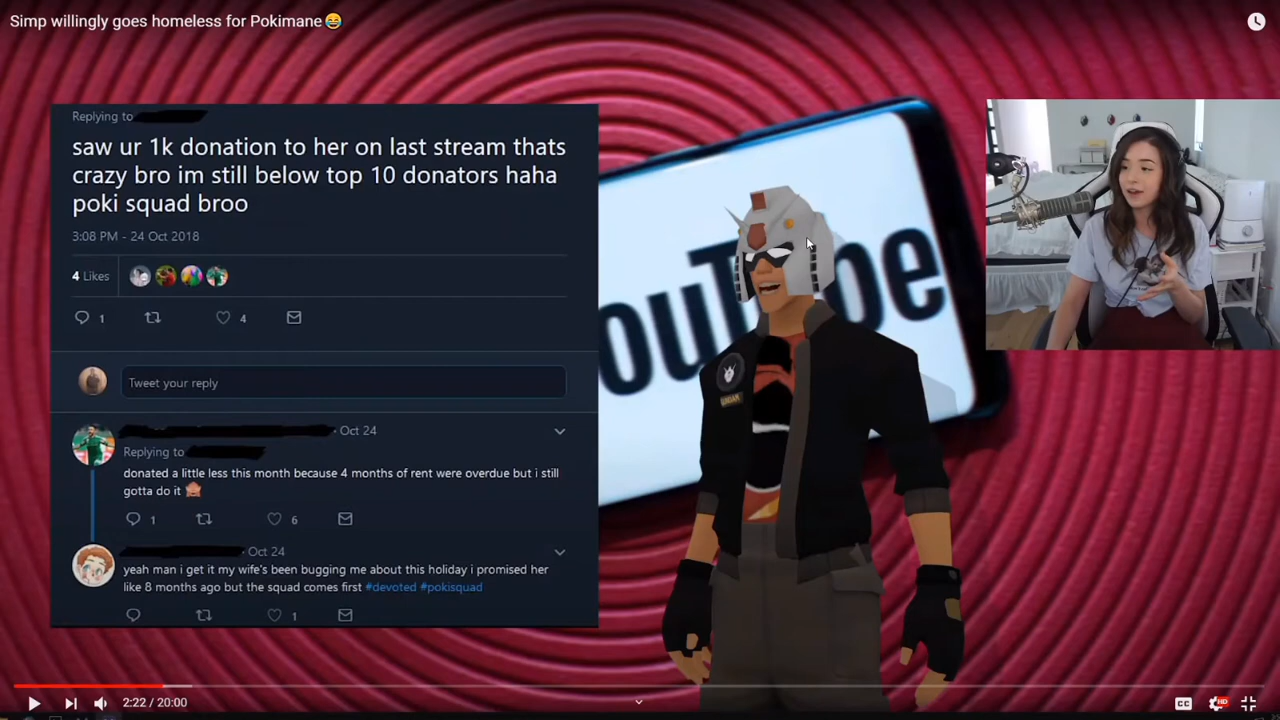 Simp willingly goes homeless for Pokimane😂
Replying to
saw ur 1k donation to her on last stream thats
crazy bro im still below top 10 donators haha
poki squad broo
3:08 PM - 24 Oct 2018
4 Likes
1
4
Tweet your reply
· Oct 24
Replying to
donated a little less this month because 4 months of rent were overdue but i still
gotta do it 🙈
1
6
· Oct 24
yeah man i get it my wife's been bugging me about this holiday i promised her
like 8 months ago but the squad comes first #devoted #pokisquad
1
ouTube
2:22 / 20:00
CC
HD